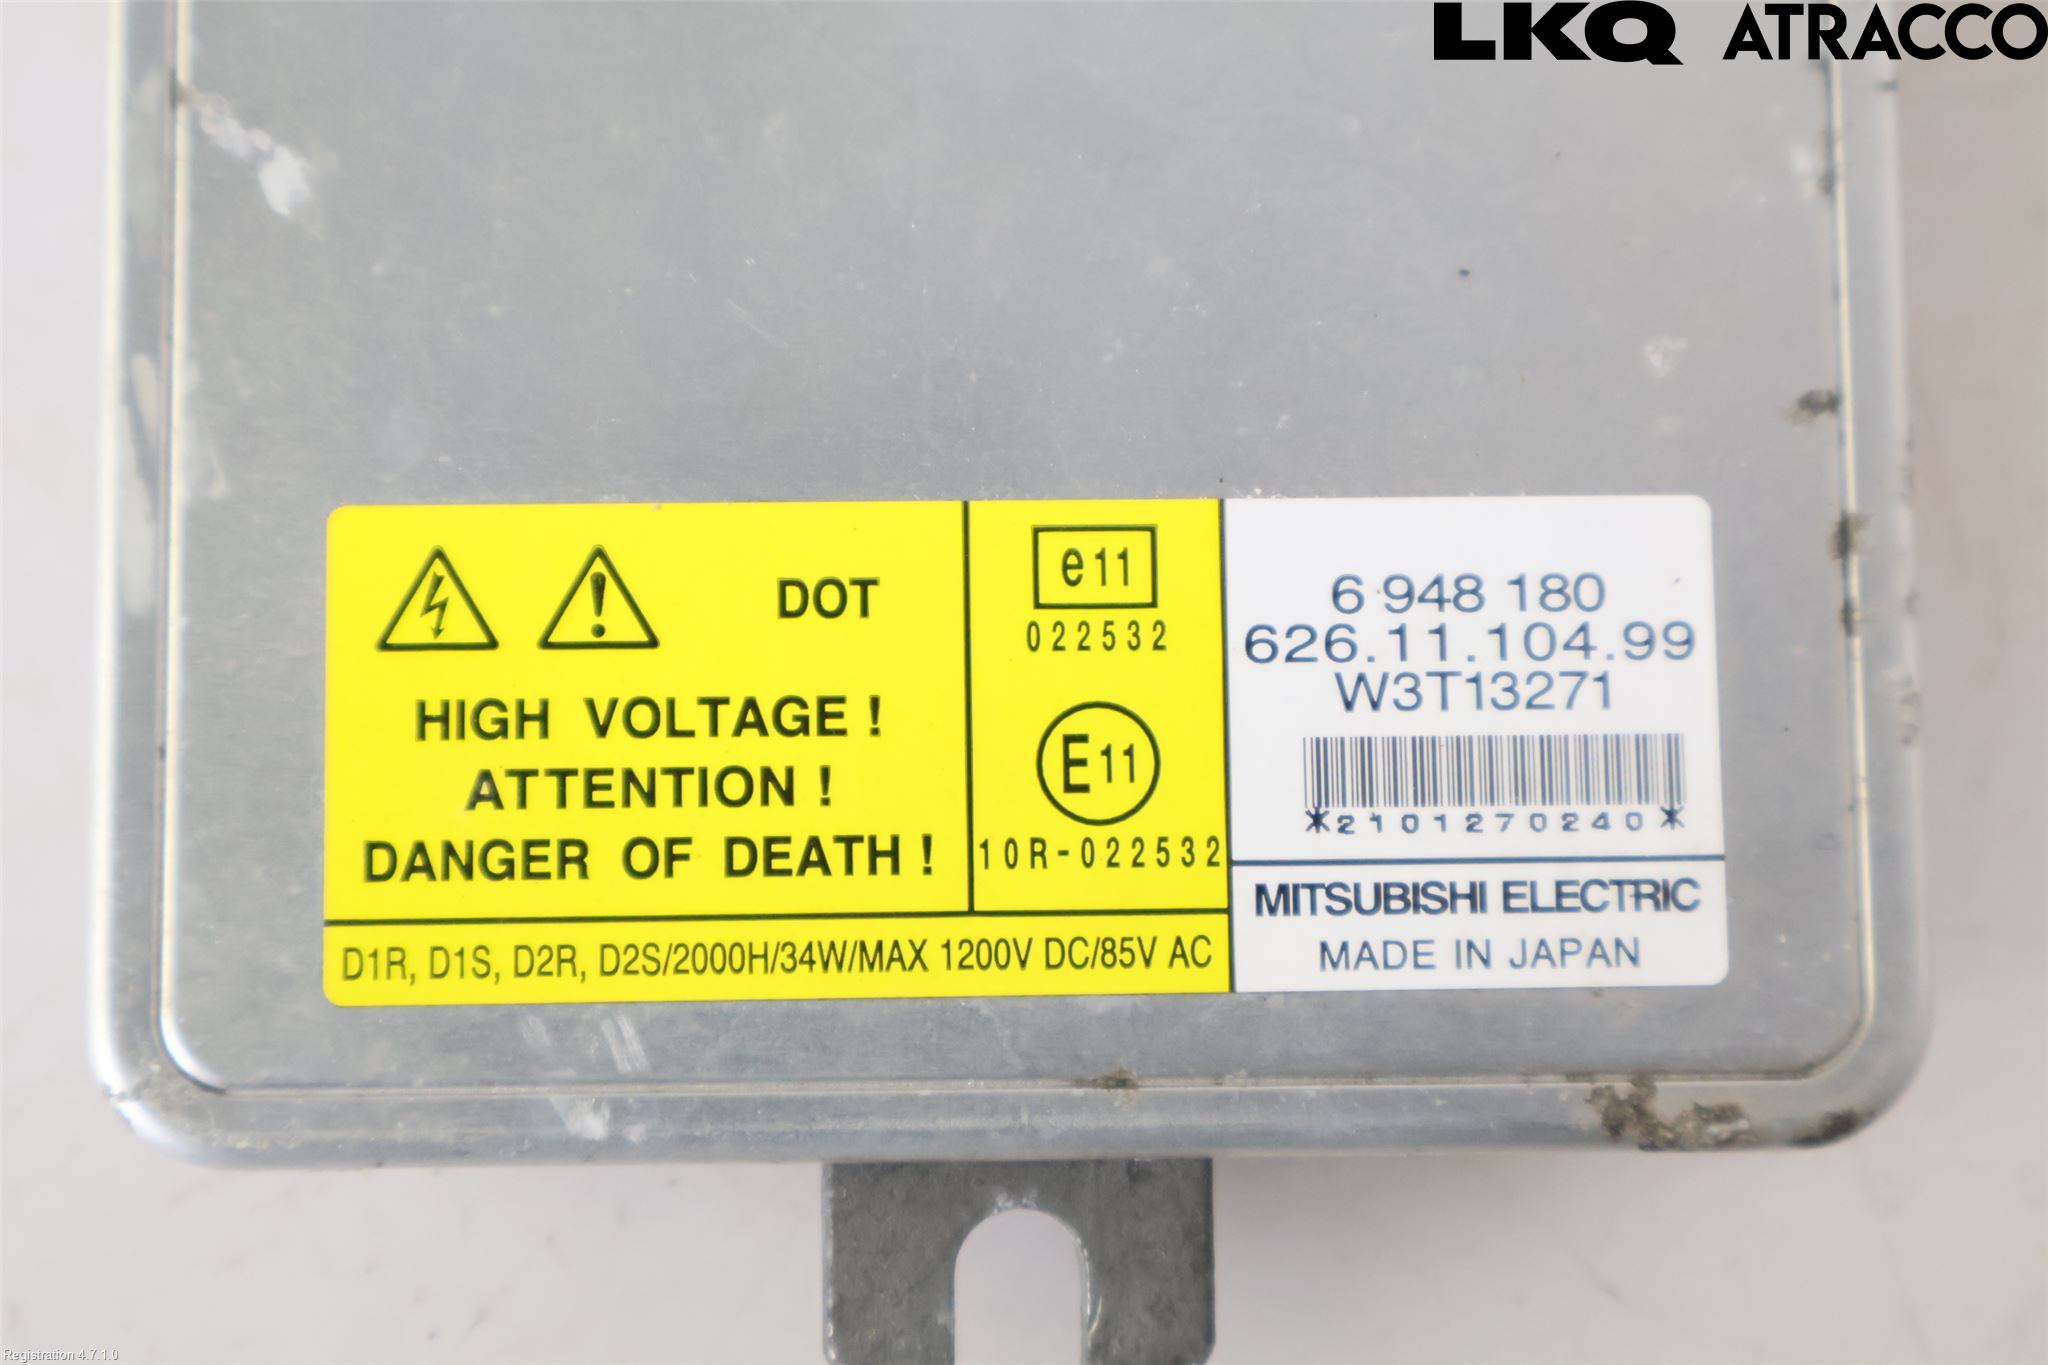 LKQ ATRACCO
DOT
HIGH VOLTAGE !
ATTENTION !
DANGER OF DEATH !
e11
022532
E11
10R-022532
D1R, D1S, D2R, D2S/2000H/34W/MAX 1200V DC/85V AC
6 948 180
626.11.104.99
W3T13271
*2101270240*
MITSUBISHI ELECTRIC
MADE IN JAPAN
Registration 4.7.1.0